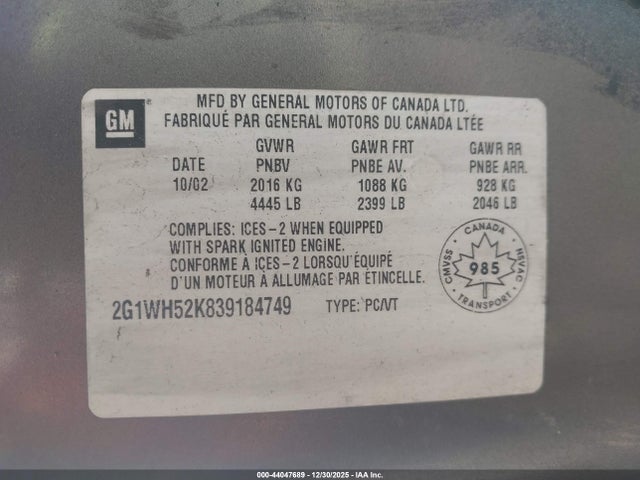 GM
MFD BY GENERAL MOTORS OF CANADA LTD.
FABRIQUÉ PAR GENERAL MOTORS DU CANADA LTÉE
GVWR GAWR FRT GAWR RR
DATE PNBV PNBE AV. PNBE ARR.
10/02 2016 KG 1088 KG 928 KG
4445 LB 2399 LB 2046 LB
COMPLIES: ICES-2 WHEN EQUIPPED
WITH SPARK IGNITED ENGINE.
CONFORME À ICES-2 LORSQU'ÉQUIPÉ
D'UN MOTEUR À ALLUMAGE PAR ÉTINCELLE.
CANADA
CMVSS 985 NSVAC
TRANSPORT
2G1WH52K839184749 TYPE: PC/VT
000-44047689 - 12/30/2025 - IAA Inc.